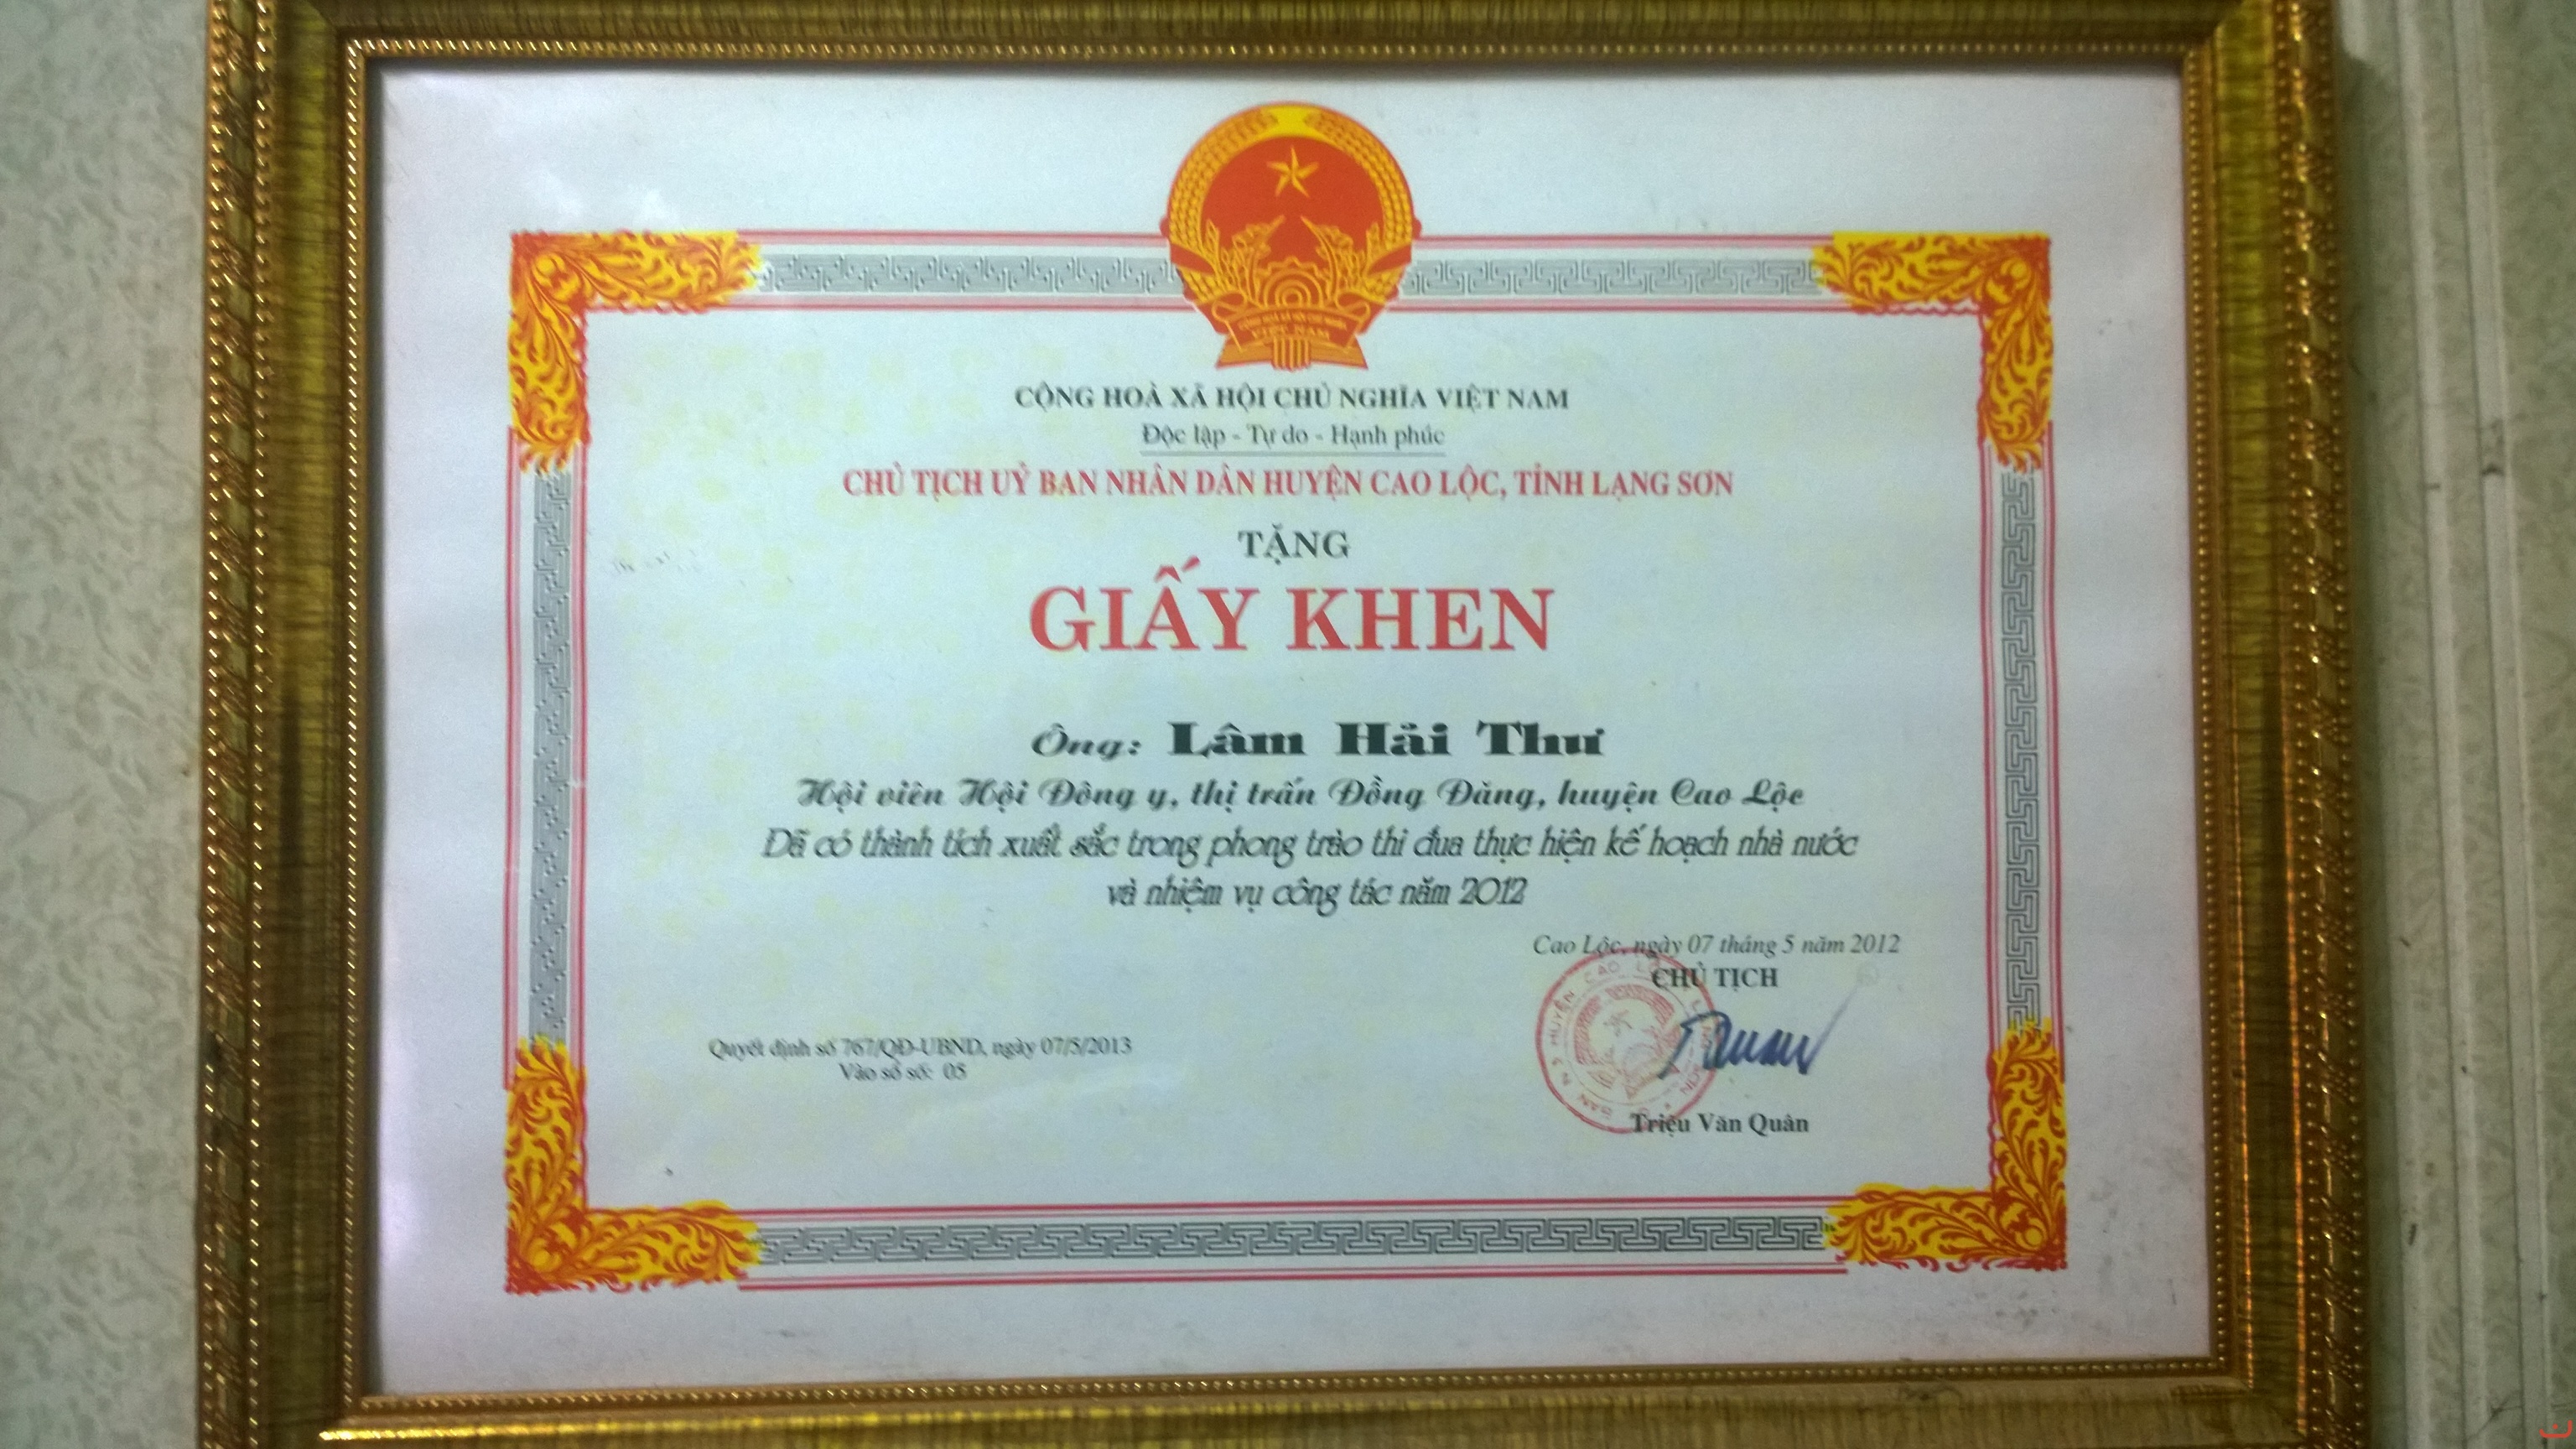 CỘNG HOÀ XÃ HỘI CHỦ NGHĨA VIỆT NAM
Độc lập - Tự do - Hạnh phúc
CHỦ TỊCH UỶ BAN NHÂN DÂN HUYỆN CAO LỘC, TỈNH LẠNG SƠN
TẶNG
GIẤY KHEN
Ông: Lâm Hải Thư
Hội viên Hội Đông y, thị trấn Đồng Đăng, huyện Cao Lộc
Đã có thành tích xuất sắc trong phong trào thi đua thực hiện kế hoạch nhà nước
và nhiệm vụ công tác năm 2012
Cao Lộc, ngày 07 tháng 5 năm 2012
CHỦ TỊCH
Quyết định số 767/QĐ-UBND, ngày 07/5/2013
Vào sổ số: 05
Triệu Văn Quân